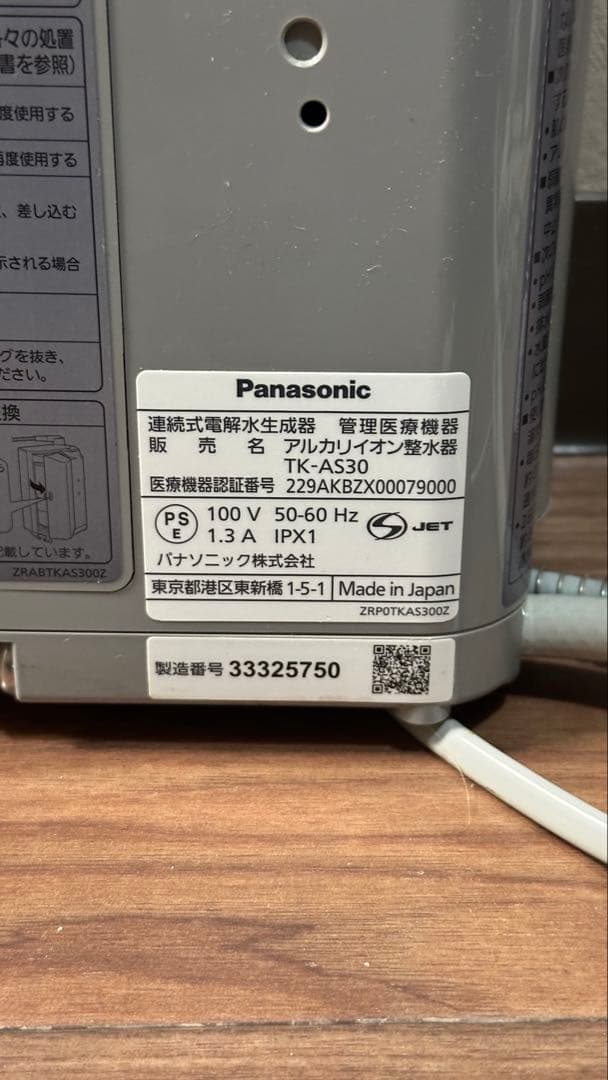 々の処置
書を参照)
度使用する
再度使用する
、差し込む
示される場合
グを抜き、
ださい。
換
記載しています。
ZRABTKAS300Z
Panasonic
連続式電解水生成器 管理医療機器
販売名 アルカリイオン整水器
TK-AS30
医療機器認証番号 229AKBZX00079000
PS
E
100 V 50-60 Hz
1.3 A IPX1
JET
パナソニック株式会社
東京都港区東新橋1-5-1 Made in Japan
ZRP0TKAS300Z
製造番号 33325750